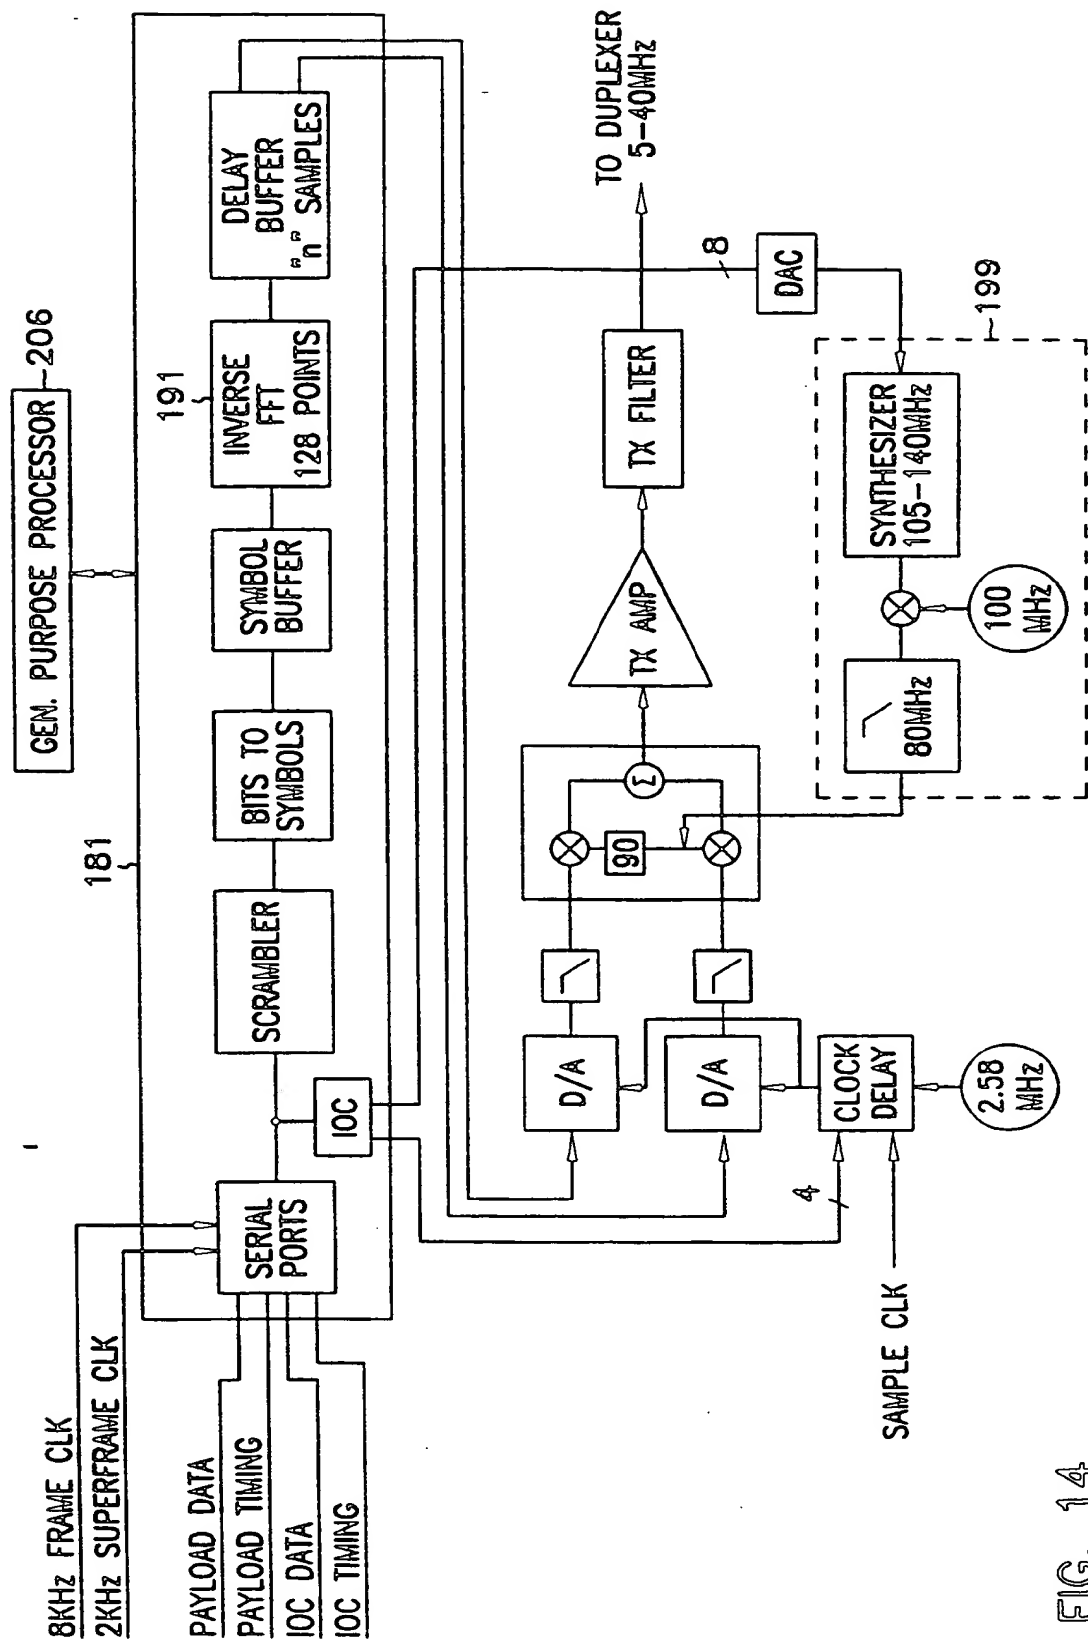 GEN. PURPOSE PROCESSOR
206
181
191
8KHz FRAME CLK
2KHz SUPERFRAME CLK
PAYLOAD DATA
PAYLOAD TIMING
IOC DATA
IOC TIMING
SERIAL
PORTS
IOC
SCRAMBLER
BITS TO
SYMBOLS
SYMBOL
BUFFER
INVERSE
FFT
128 POINTS
DELAY
BUFFER
"n" SAMPLES
D/A
D/A
90
Σ
TX AMP
TX FILTER
TO DUPLEXER
5-40MHz
4
SAMPLE CLK
CLOCK
DELAY
2.58
MHz
8
DAC
199
80MHz
100
MHz
SYNTHESIZER
105-140MHz
FIG. 14